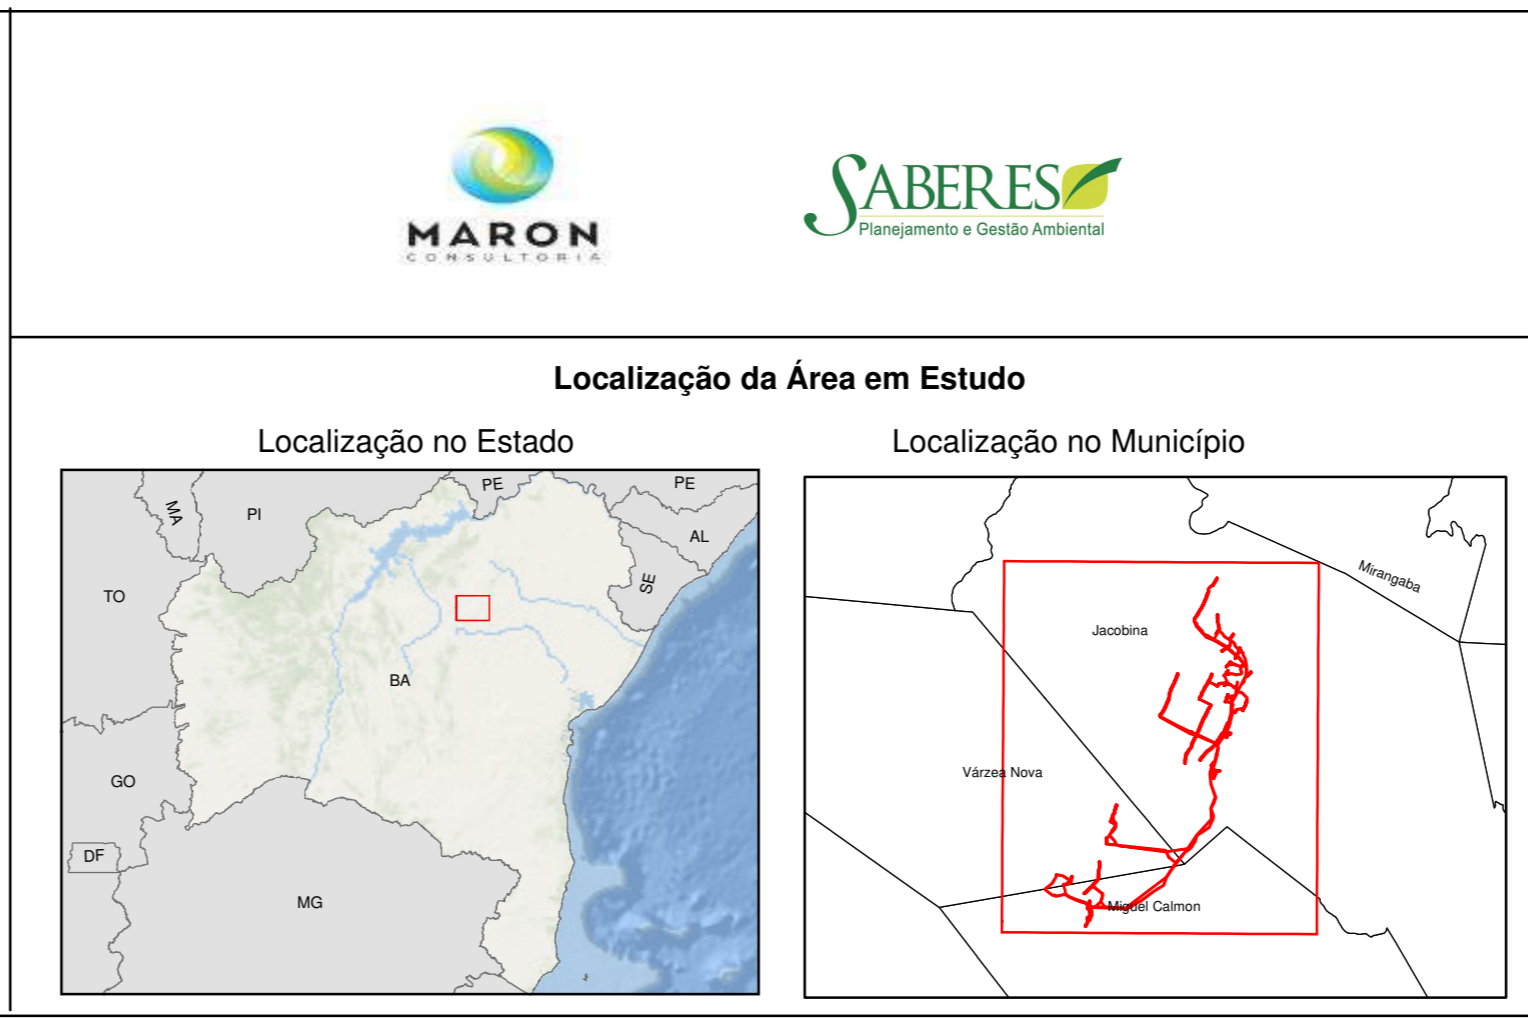 MARON
CONSULTORIA
SABERES
Planejamento e Gestão Ambiental
Localização da Área em Estudo
Localização no Estado
Localização no Município
MA
PI
PE
PE
AL
SE
TO
BA
GO
DF
MG
Mirangaba
Jacobina
Várzea Nova
Miguel Calmon